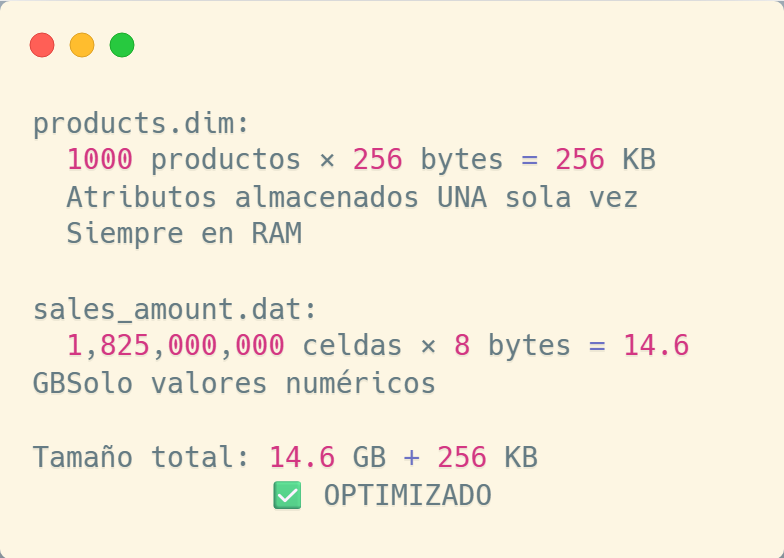 products.dim:
1000 productos × 256 bytes = 256 KB
Atributos almacenados UNA sola vez
Siempre en RAM
sales_amount.dat:
1,825,000,000 celdas × 8 bytes = 14.6
GBSolo valores numéricos
Tamaño total: 14.6 GB + 256 KB
✅ OPTIMIZADO